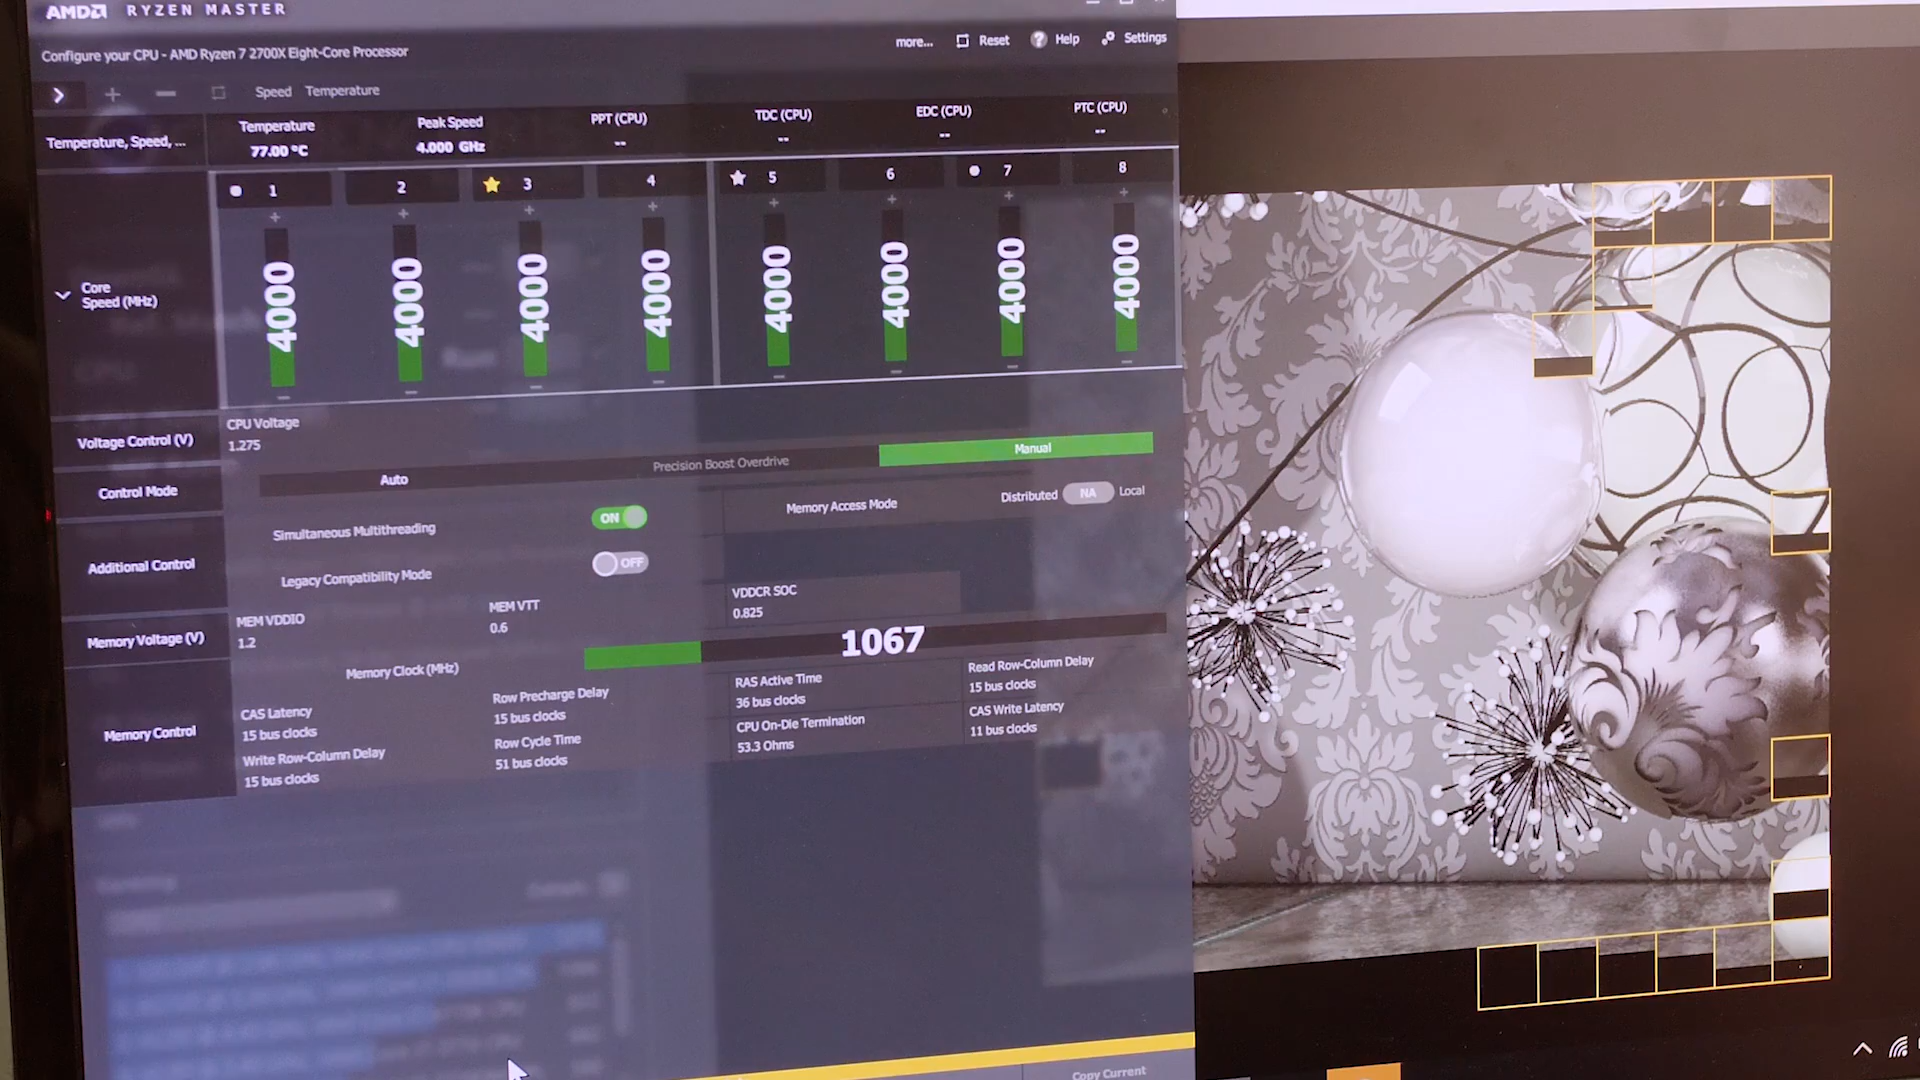 AMD RYZEN MASTER
Configure your CPU - AMD Ryzen 7 2700X Eight-Core Processor
more... Reset ? Help Settings
Speed Temperature
Temperature, Speed, ...
Temperature Peak Speed PPT (CPU) TDC (CPU) EDC (CPU) PTC (CPU)
77.00 °C 4.000 GHz -- -- -- --
1 2 3 4 5 6 7 8
Core
Speed (MHz)
4000 4000 4000 4000 4000 4000 4000 4000
Voltage Control (V)
CPU Voltage
1.275
Control Mode
Auto Precision Boost Overdrive Manual
Additional Control
Simultaneous Multithreading ON
Memory Access Mode Distributed NA Local
Legacy Compatibility Mode OFF
Memory Voltage (V)
MEM VDDIO MEM VTT VDDCR SOC
1.2 0.6 0.825
Memory Control
Memory Clock (MHz) 1067
CAS Latency Row Precharge Delay RAS Active Time Read Row-Column Delay
15 bus clocks 15 bus clocks 36 bus clocks 15 bus clocks
Write Row-Column Delay Row Cycle Time CPU On-Die Termination CAS Write Latency
15 bus clocks 51 bus clocks 53.3 Ohms 11 bus clocks
Copy Current